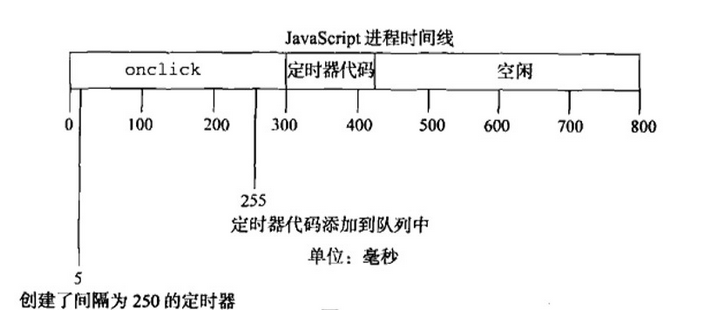 JavaScript 进程时间线
onclick 定时器代码 空闲
0 100 200 300 400 500 600 700 800
255
定时器代码添加到队列中
单位：毫秒
5
创建了间隔为 250 的定时器